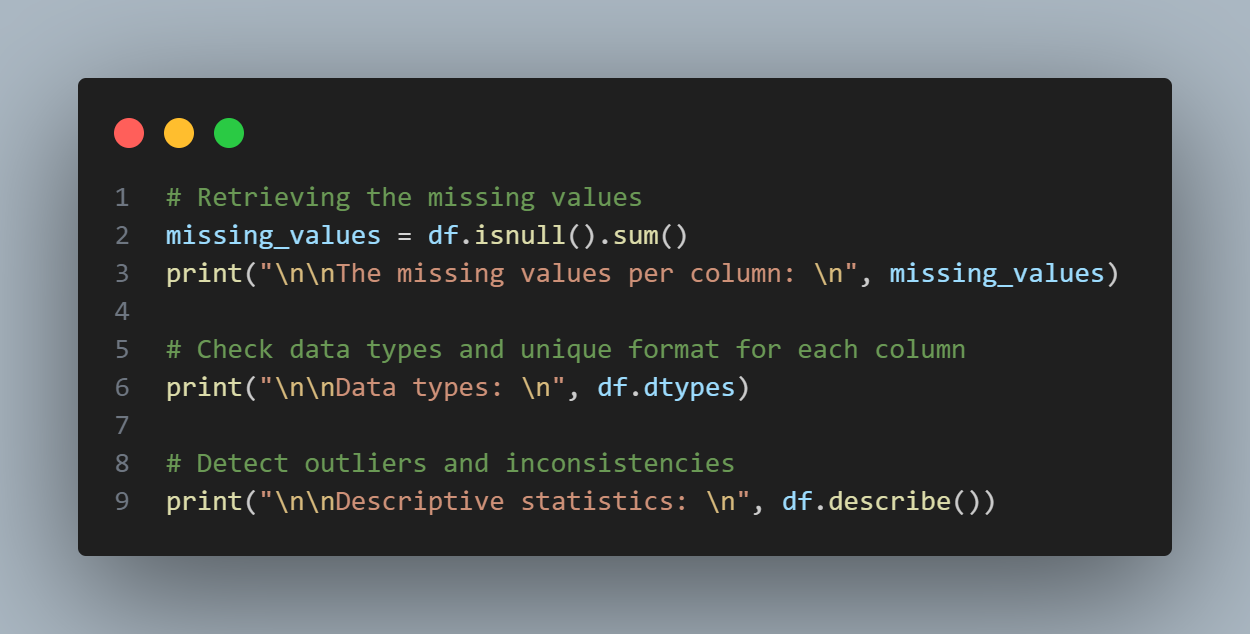 1 # Retrieving the missing values
2 missing_values = df.isnull().sum()
3 print("\n\nThe missing values per column: \n", missing_values)
4
5 # Check data types and unique format for each column
6 print("\n\nData types: \n", df.dtypes)
7
8 # Detect outliers and inconsistencies
9 print("\n\nDescriptive statistics: \n", df.describe())